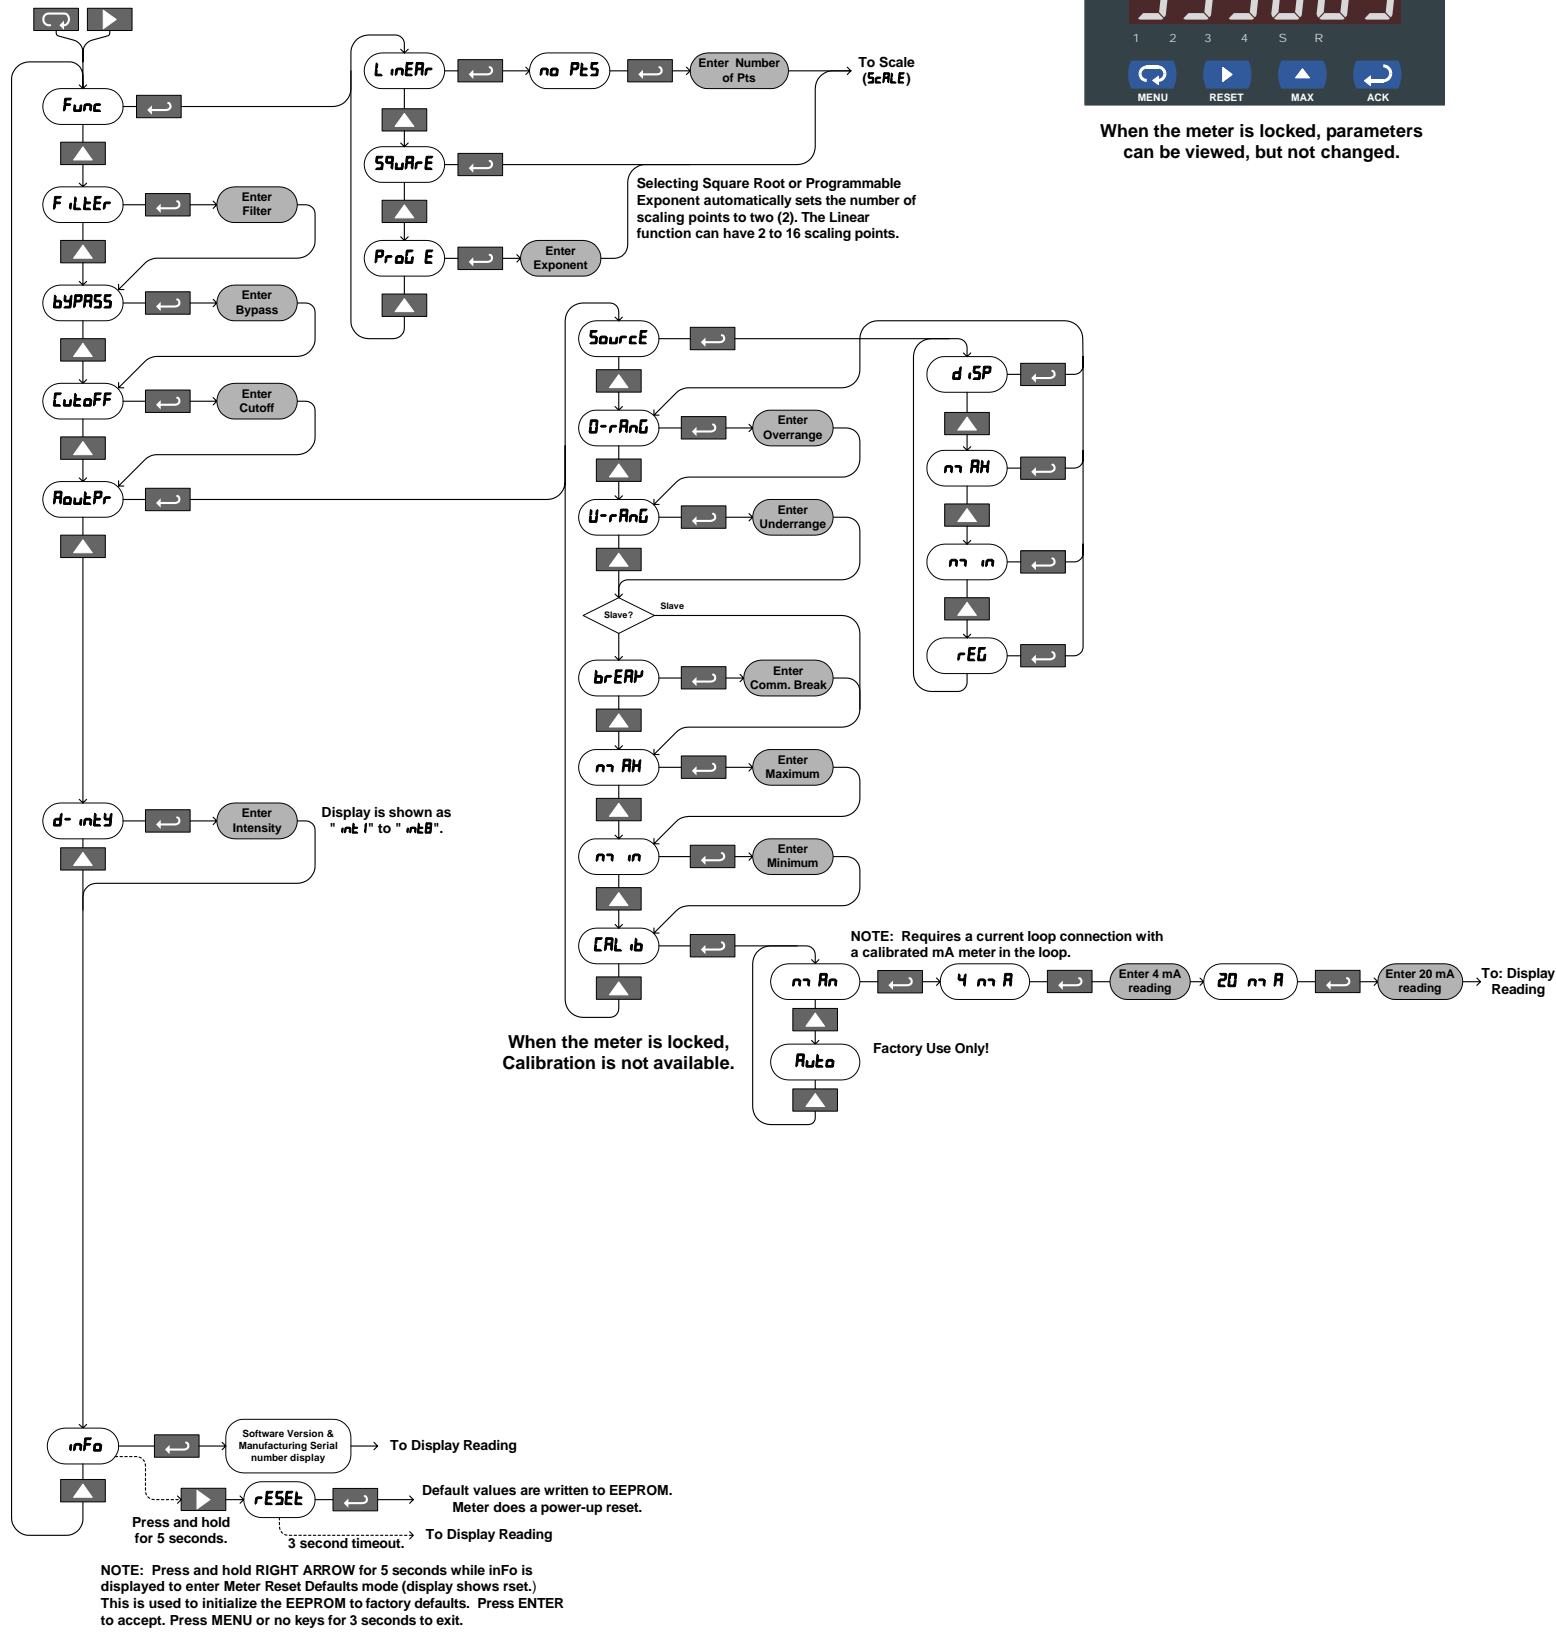 1 2 3 4 S R
MENU RESET MAX ACK
When the meter is locked, parameters
can be viewed, but not changed.
Func
LinEAr
no PtS
Enter Number
of Pts
To Scale
(ScALE)
SquArE
Selecting Square Root or Programmable
Exponent automatically sets the number of
scaling points to two (2). The Linear
function can have 2 to 16 scaling points.
ProG E
Enter
Exponent
FiLtEr
Enter
Filter
byPASS
Enter
Bypass
CutoFF
Enter
Cutoff
AoutPr
SourcE
diSP
O-rAnG
Enter
Overrange
mAH
U-rAnG
Enter
Underrange
min
Slave?
Slave
rEG
brEAK
Enter
Comm. Break
mAH
Enter
Maximum
d-intY
Enter
Intensity
Display is shown as
" int1" to " int8".
min
Enter
Minimum
CALib
NOTE: Requires a current loop connection with
a calibrated mA meter in the loop.
mAn
4 mA
Enter 4 mA
reading
20 mA
Enter 20 mA
reading
To: Display
Reading
When the meter is locked,
Calibration is not available.
Auto
Factory Use Only!
inFo
Software Version &
Manufacturing Serial
number display
To Display Reading
Press and hold
for 5 seconds.
rESEt
Default values are written to EEPROM.
Meter does a power-up reset.
3 second timeout.
To Display Reading
NOTE: Press and hold RIGHT ARROW for 5 seconds while inFo is
displayed to enter Meter Reset Defaults mode (display shows rset.)
This is used to initialize the EEPROM to factory defaults. Press ENTER
to accept. Press MENU or no keys for 3 seconds to exit.